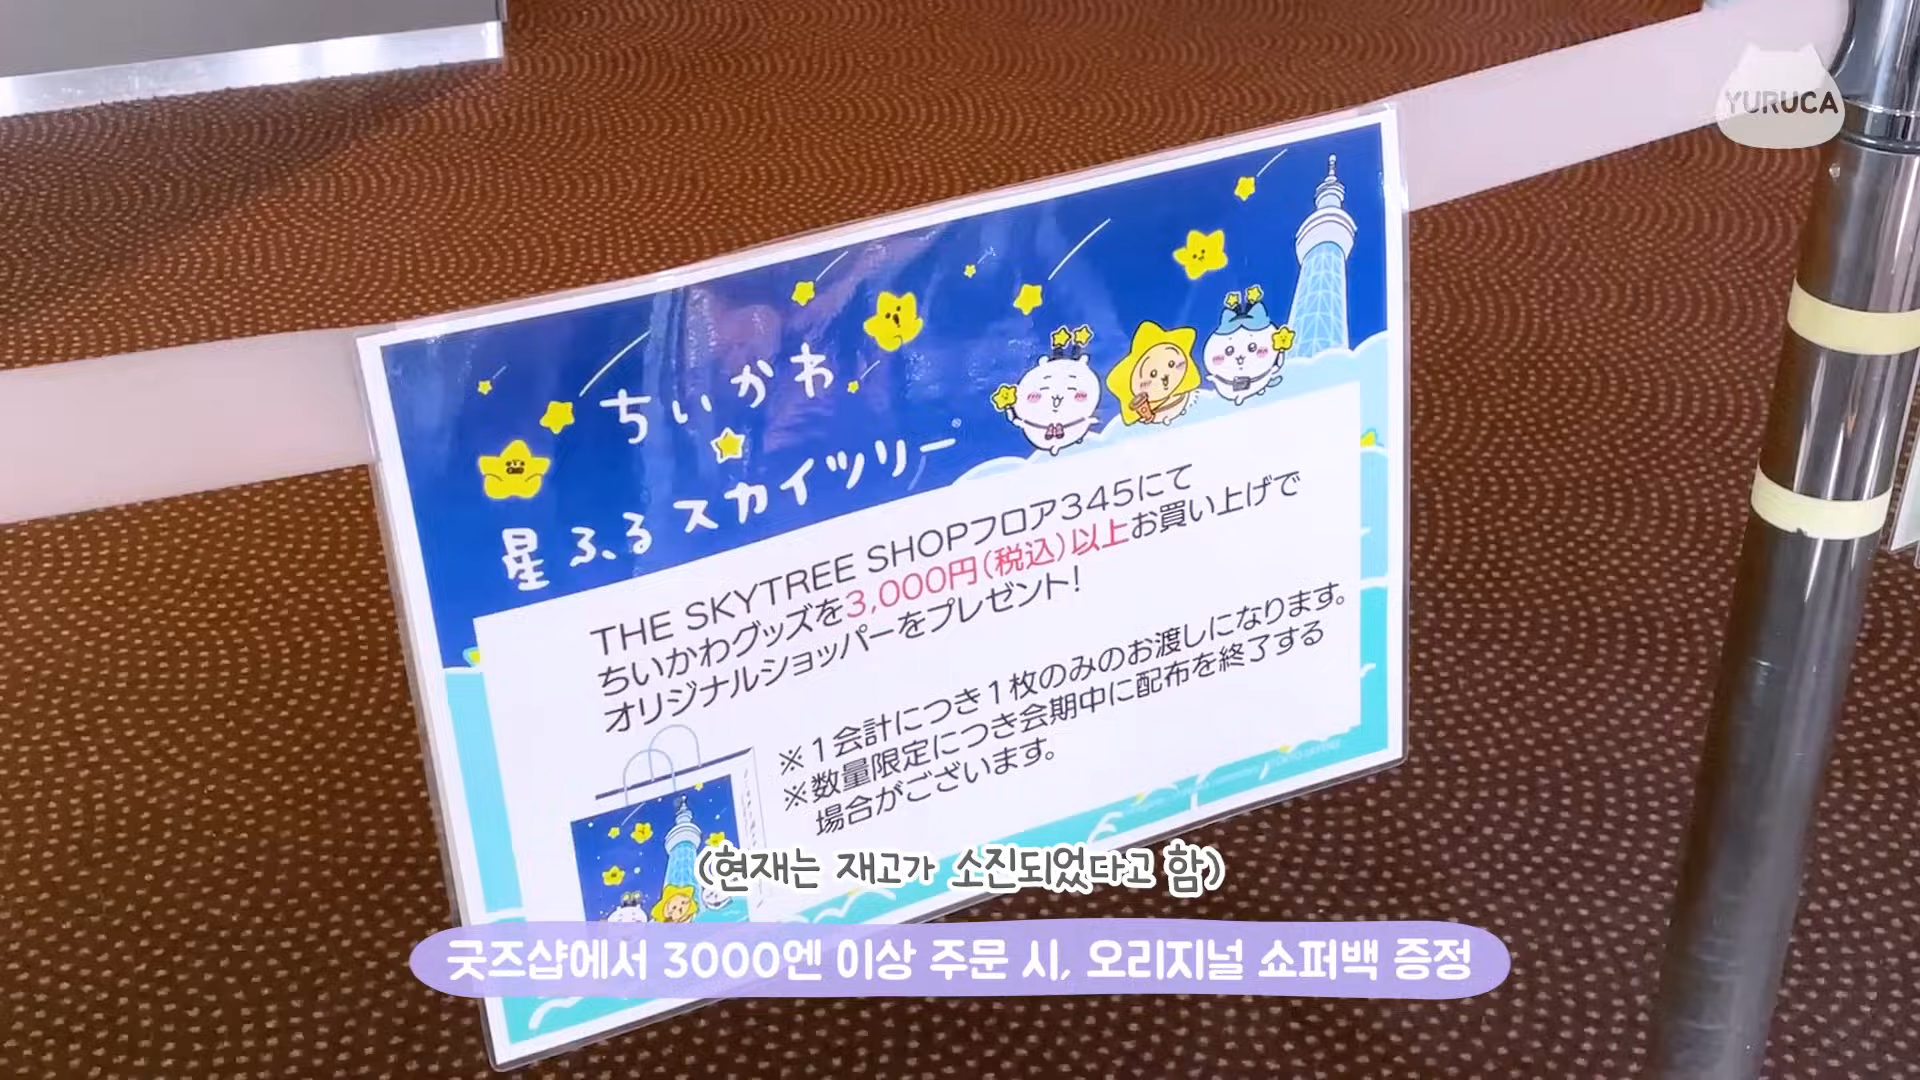 YURUCA
ちいかわ
星ふるスカイツリー®
THE SKYTREE SHOPフロア345にて
ちいかわグッズを3,000円(税込)以上お買い上げで
オリジナルショッパーをプレゼント!
※1会計につき1枚のみのお渡しになります。
※数量限定につき会期中に配布を終了する
場合がございます。
(현재는 재고가 소진되었다고 함)
굿즈샵에서 3000엔 이상 주문 시, 오리지널 쇼퍼백 증정